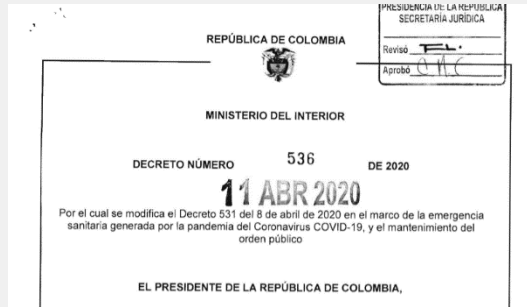 PRESIDENCIA DE LA REPÚBLICA
SECRETARÍA JURÍDICA
Revisó
Aprobó
REPÚBLICA DE COLOMBIA
MINISTERIO DEL INTERIOR
DECRETO NÚMERO 536 DE 2020
11 ABR 2020
Por el cual se modifica el Decreto 531 del 8 de abril de 2020 en el marco de la emergencia
sanitaria generada por la pandemia del Coronavirus COVID-19, y el mantenimiento del
orden público
EL PRESIDENTE DE LA REPÚBLICA DE COLOMBIA,